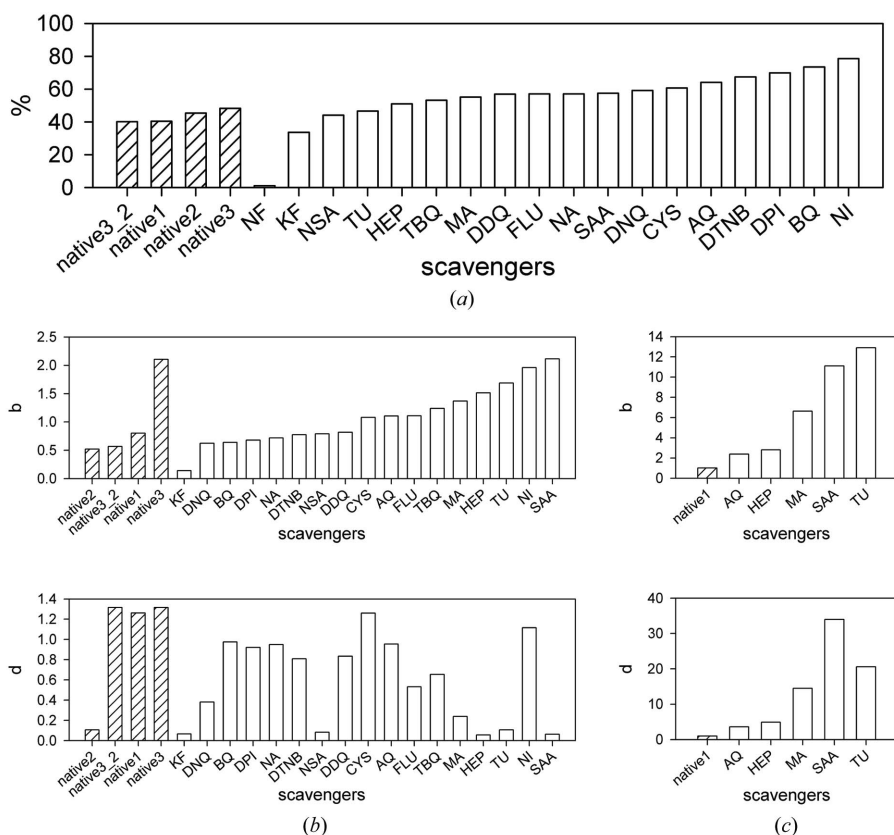 %
100
80
60
40
20
0
native3_2 native1 native2 native3 NF KF NSA TU HEP TBQ MA DDQ FLU NA SAA DNQ CYS AQ DTNB DPI BQ NI
scavengers
(a)
b
2.5
2.0
1.5
1.0
0.5
0.0
native2 native3_2 native1 native3 KF DNQ BQ DPI NA DTNB NSA DDQ CYS AQ FLU TBQ MA HEP TU NI SAA
scavengers
b
14
12
10
8
6
4
2
0
native1 AQ HEP MA SAA TU
scavengers
d
1.4
1.2
1.0
0.8
0.6
0.4
0.2
0.0
native2 native3_2 native1 native3 KF DNQ BQ DPI NA DTNB NSA DDQ CYS AQ FLU TBQ MA HEP TU NI SAA
scavengers
(b)
d
40
30
20
10
0
native1 AQ HEP MA SAA TU
scavengers
(c)